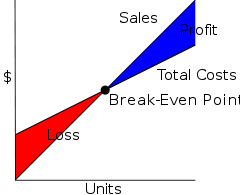 Sales
Profit
$
Total Costs
Break-Even Point
Loss
Units